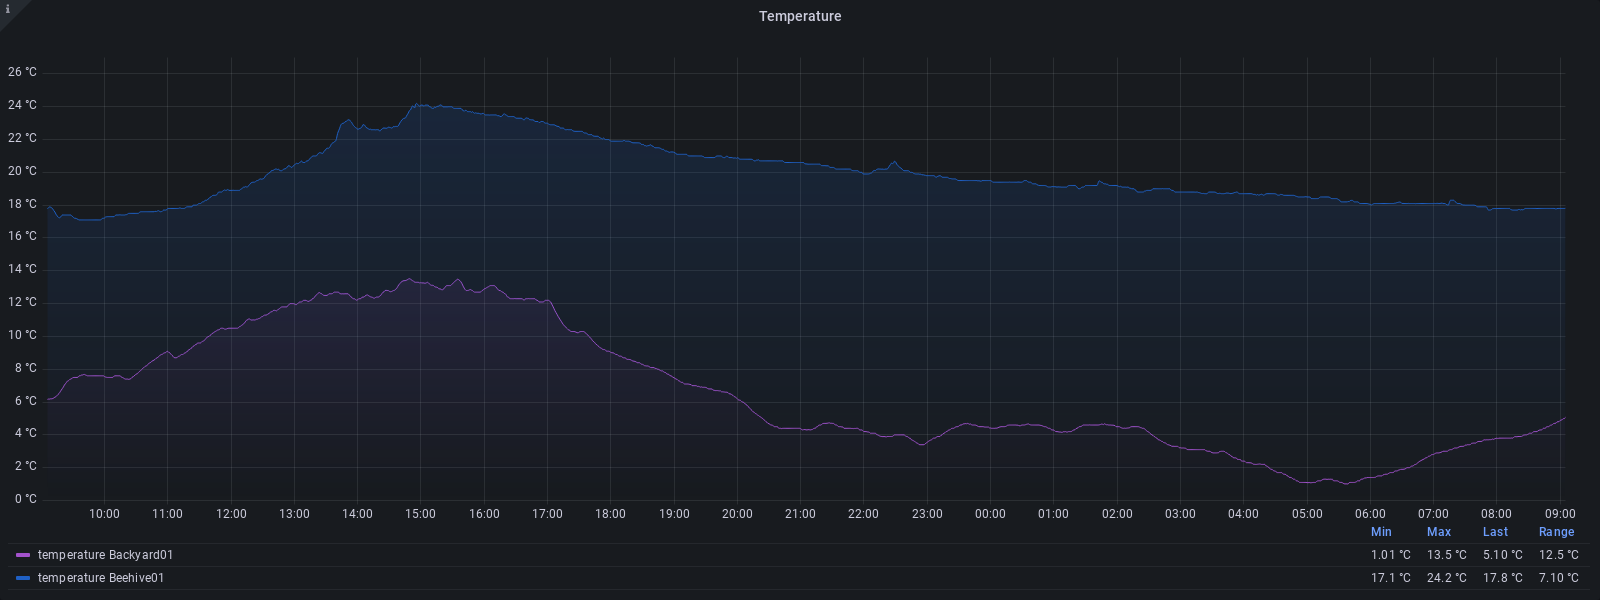 i
Temperature
26 °C
24 °C
22 °C
20 °C
18 °C
16 °C
14 °C
12 °C
10 °C
8 °C
6 °C
4 °C
2 °C
0 °C
10:00 11:00 12:00 13:00 14:00 15:00 16:00 17:00 18:00 19:00 20:00 21:00 22:00 23:00 00:00 01:00 02:00 03:00 04:00 05:00 06:00 07:00 08:00 09:00
Min Max Last Range
temperature Backyard01 1.01 °C 13.5 °C 5.10 °C 12.5 °C
temperature Beehive01 17.1 °C 24.2 °C 17.8 °C 7.10 °C